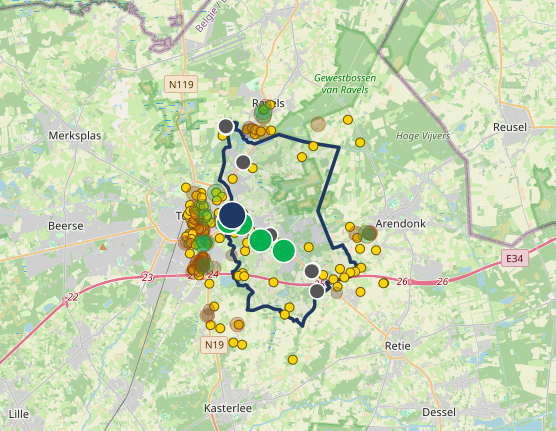 België /
N119
Gewestbossen
van Ravels
Ravels
Merksplas
Reusel
Hage Vijvers
Beerse
T
Arendonk
E34
23
24
26
26
-22
N19
Retie
Kasterlee
Lille
Dessel